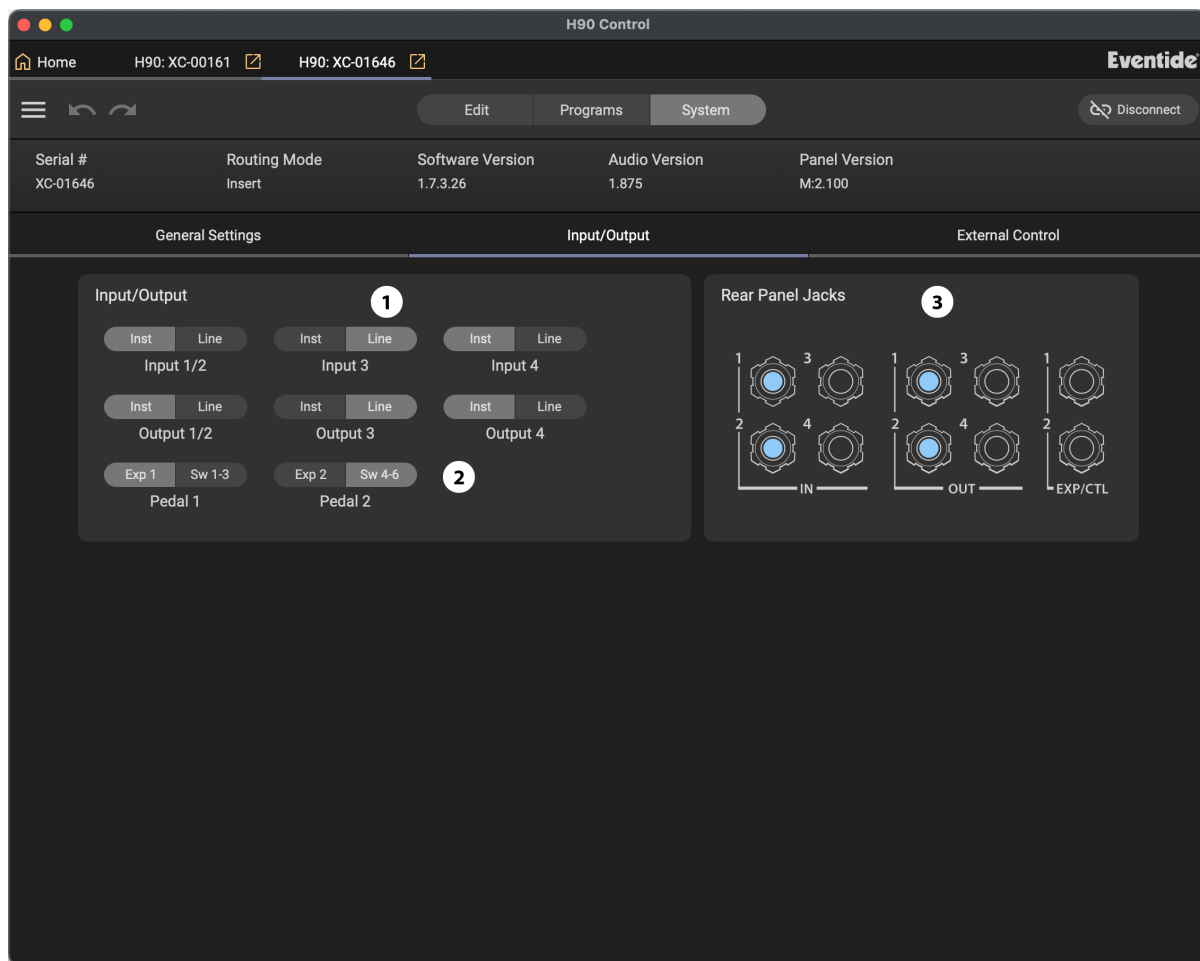 H90 Control
Home H90: XC-00161 H90: XC-01646 Eventide
Edit Programs System Disconnect
Serial # Routing Mode Software Version Audio Version Panel Version
XC-01646 Insert 1.7.3.26 1.875 M:2.100
General Settings Input/Output External Control
Input/Output 1
Inst Line Inst Line Inst Line
Input 1/2 Input 3 Input 4
Inst Line Inst Line Inst Line
Output 1/2 Output 3 Output 4
Exp 1 Sw 1-3 Exp 2 Sw 4-6 2
Pedal 1 Pedal 2
Rear Panel Jacks 3
1 3 1 3 1
2 4 2 4 2
IN OUT EXP/CTL